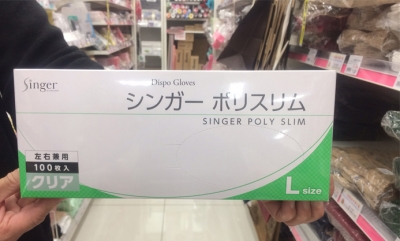 Singer
Dispo Gloves
シンガー ポリスリム
SINGER POLY SLIM
左右兼用
100枚入
クリア
L size